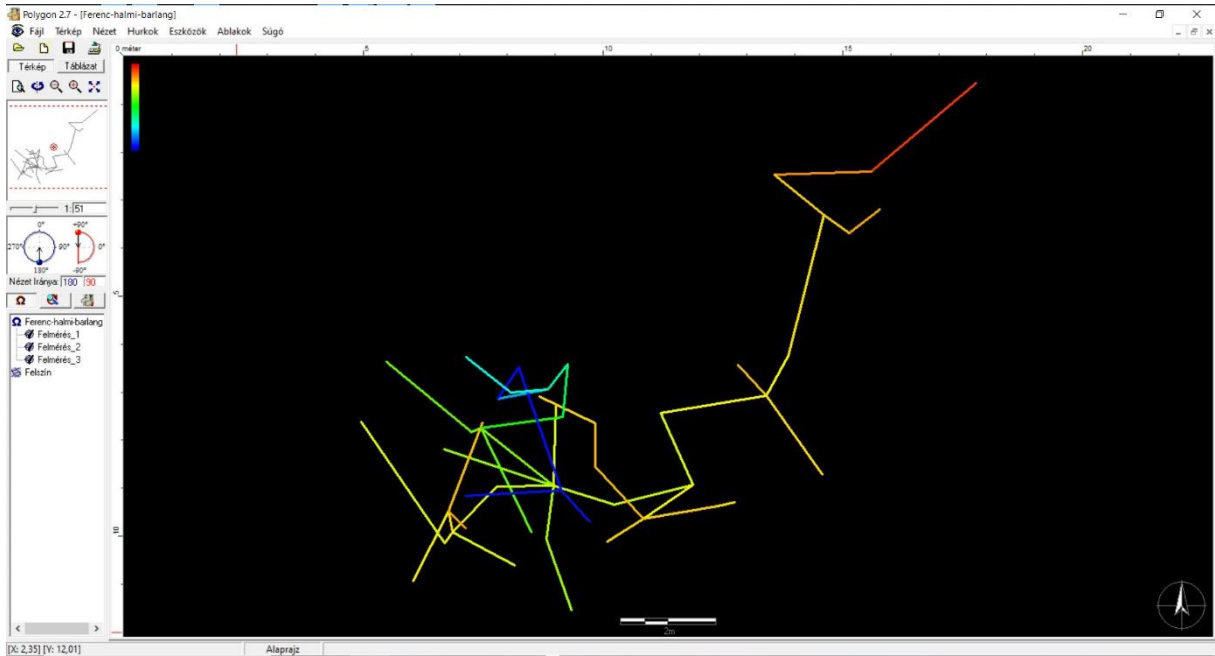 Polygon 2.7 - [Ferenc-halmi-barlang]
Fájl Térkép Nézet Hurkok Eszközök Ablakok Súgó
0 méter 5 10 15 20
Térkép Táblázat
1: 51
0° +90°
270° 90° 0°
180° -90°
Nézet Iránya: 180 90
Ω
Ω Ferenc-halmi-barlang
Felmérés_1
Felmérés_2
Felmérés_3
Felszín
5
10
2m
[X: 2,35] [Y: 12,01] Alaprajz